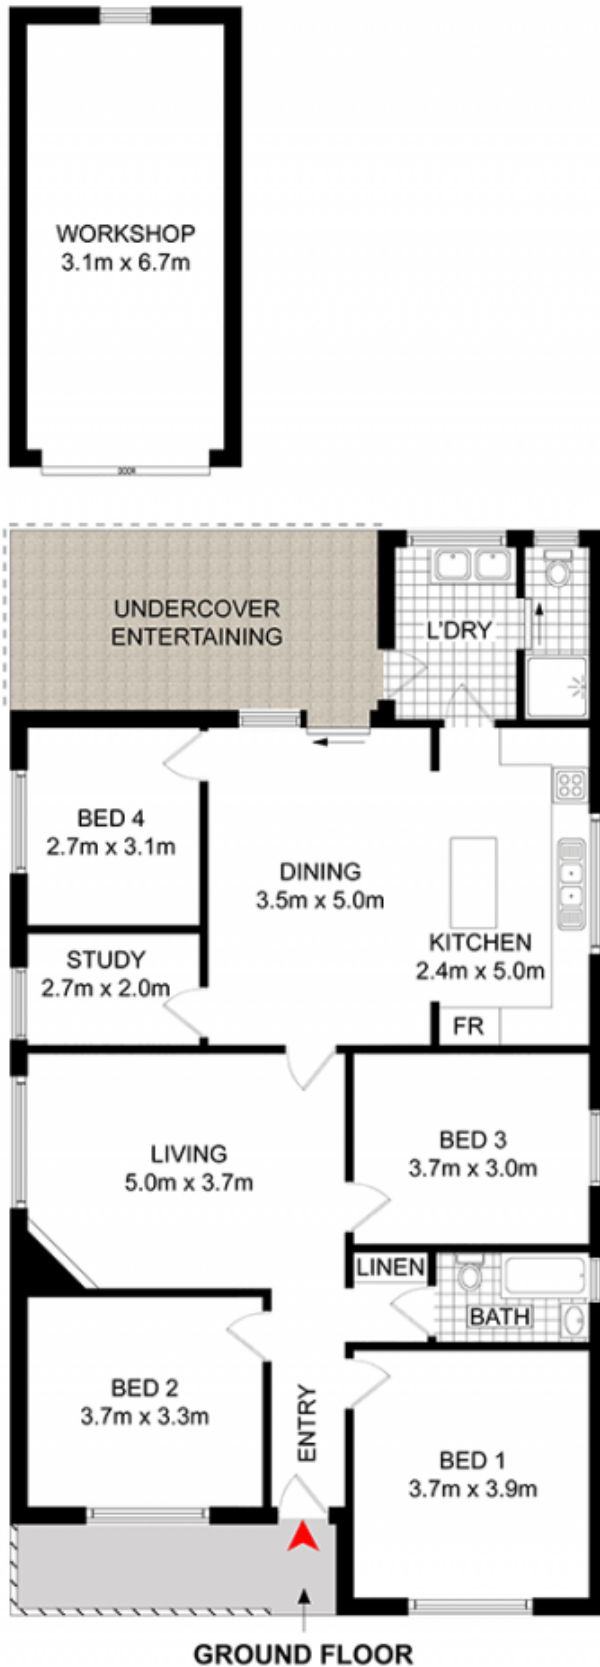 WORKSHOP
3.1m x 6.7m
DOOR
UNDERCOVER
ENTERTAINING
L'DRY
BED 4
2.7m x 3.1m
DINING
3.5m x 5.0m
KITCHEN
2.4m x 5.0m
STUDY
2.7m x 2.0m
FR
LIVING
5.0m x 3.7m
BED 3
3.7m x 3.0m
LINEN
BATH
BED 2
3.7m x 3.3m
ENTRY
BED 1
3.7m x 3.9m
GROUND FLOOR